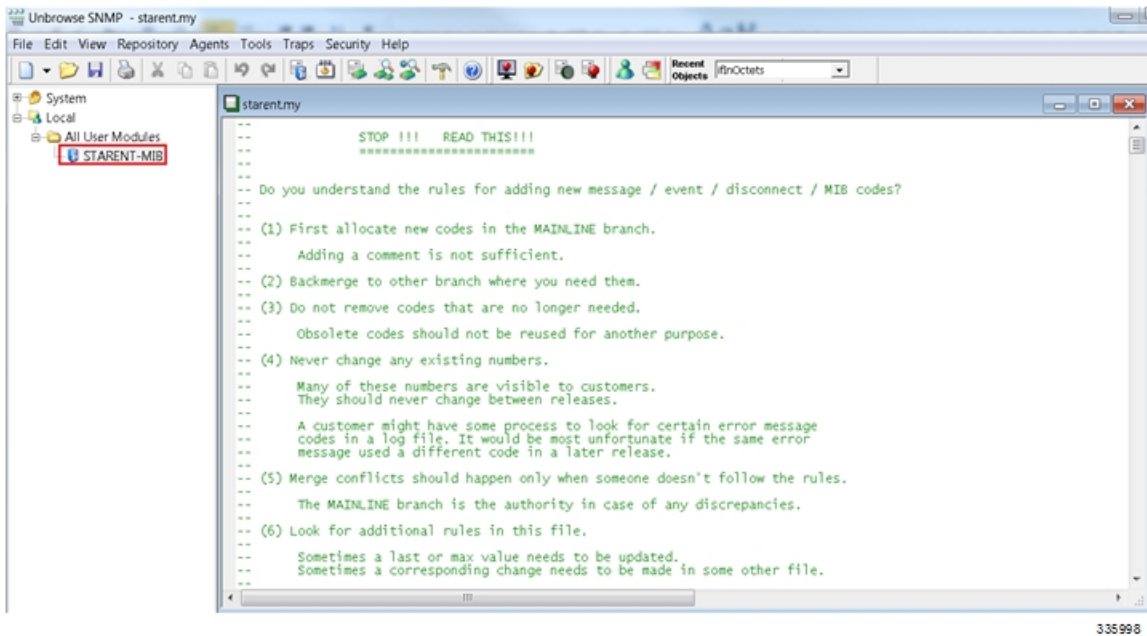 Unbrowse SNMP - starent.my
File Edit View Repository Agents Tools Traps Security Help
Recent
Objects
ifInOctets
System
Local
All User Modules
STARENT-MIB
starent.my
--
-- STOP !!! READ THIS!!!
-- ========================
--
--
-- Do you understand the rules for adding new message / event / disconnect / MIB codes?
--
--
-- (1) First allocate new codes in the MAINLINE branch.
--
-- Adding a comment is not sufficient.
--
-- (2) Backmerge to other branch where you need them.
--
-- (3) Do not remove codes that are no longer needed.
--
-- Obsolete codes should not be reused for another purpose.
--
-- (4) Never change any existing numbers.
--
-- Many of these numbers are visible to customers.
-- They should never change between releases.
--
-- A customer might have some process to look for certain error message
-- codes in a log file. It would be most unfortunate if the same error
-- message used a different code in a later release.
--
-- (5) Merge conflicts should happen only when someone doesn't follow the rules.
--
-- The MAINLINE branch is the authority in case of any discrepancies.
--
-- (6) Look for additional rules in this file.
--
-- Sometimes a last or max value needs to be updated.
-- Sometimes a corresponding change needs to be made in some other file.
--
335998